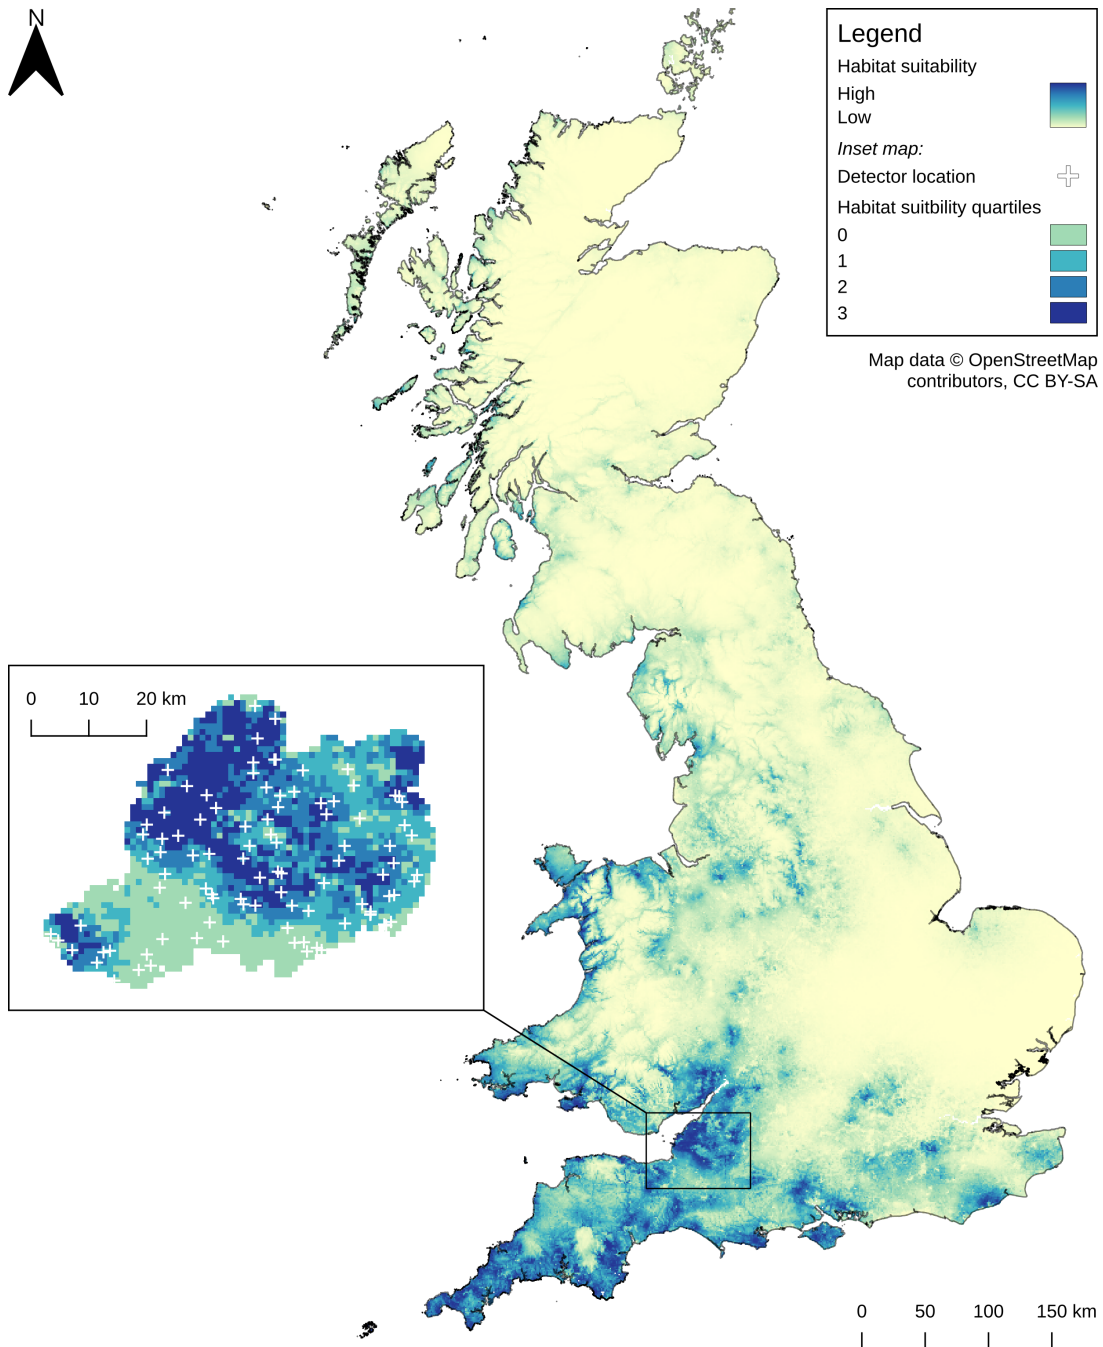 N
Legend
Habitat suitability
High
Low
Inset map:
Detector location
Habitat suitbility quartiles
0
1
2
3
Map data © OpenStreetMap
contributors, CC BY-SA
0 10 20 km
0 50 100 150 km